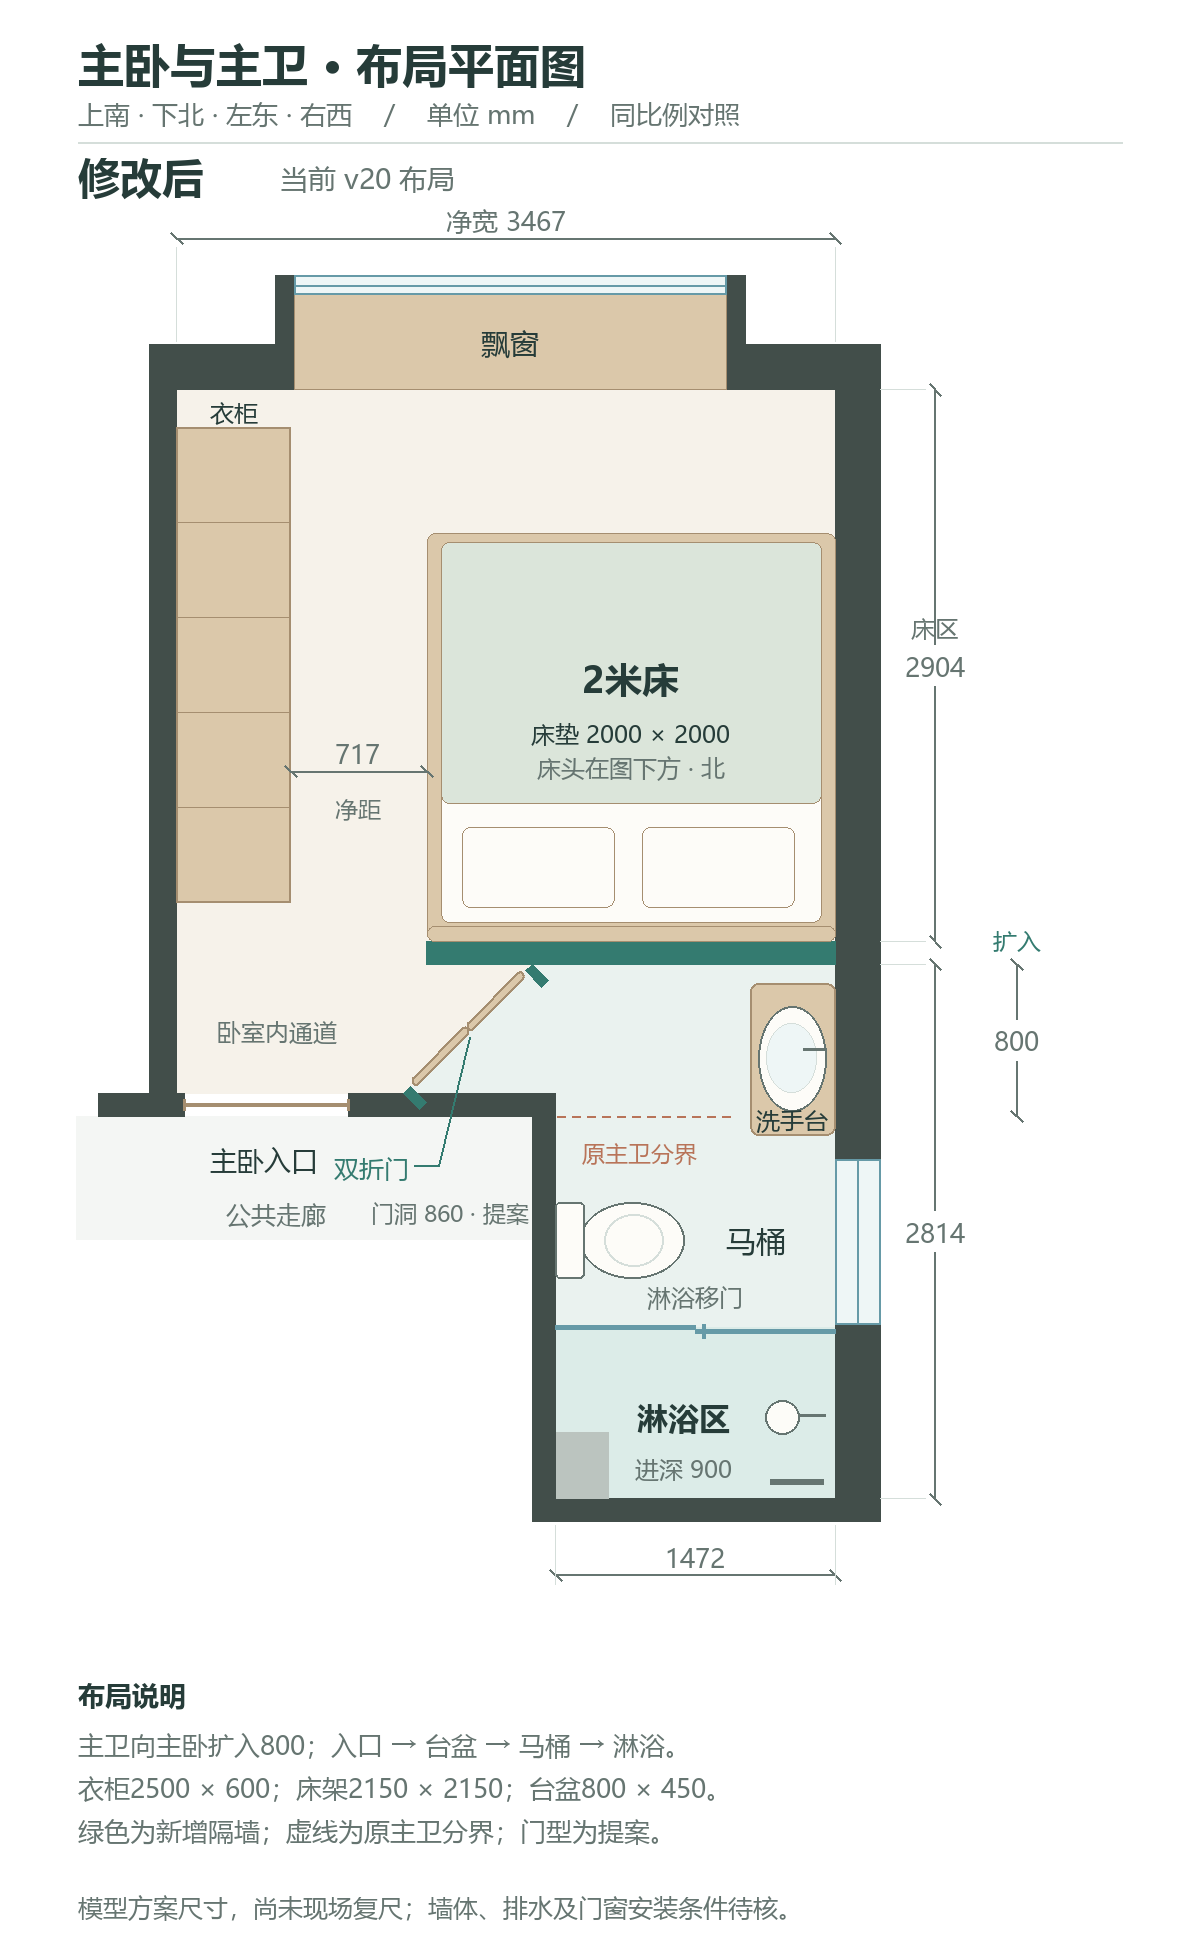 主卧与主卫 • 布局平面图
上南 · 下北 · 左东 · 右西 / 单位 mm / 同比例对照
修改后 当前 v20 布局
净宽 3467
飘窗
衣柜
床区
2904
2米床
床垫 2000 × 2000
床头在图下方 · 北
717
净距
扩入
800
卧室内通道
洗手台
原主卫分界
主卧入口
双折门
公共走廊
门洞 860 · 提案
马桶
2814
淋浴移门
淋浴区
进深 900
1472
布局说明
主卫向主卧扩入800；入口 → 台盆 → 马桶 → 淋浴。
衣柜2500 × 600；床架2150 × 2150；台盆800 × 450。
绿色为新增隔墙；虚线为原主卫分界；门型为提案。
模型方案尺寸，尚未现场复尺；墙体、排水及门窗安装条件待核。